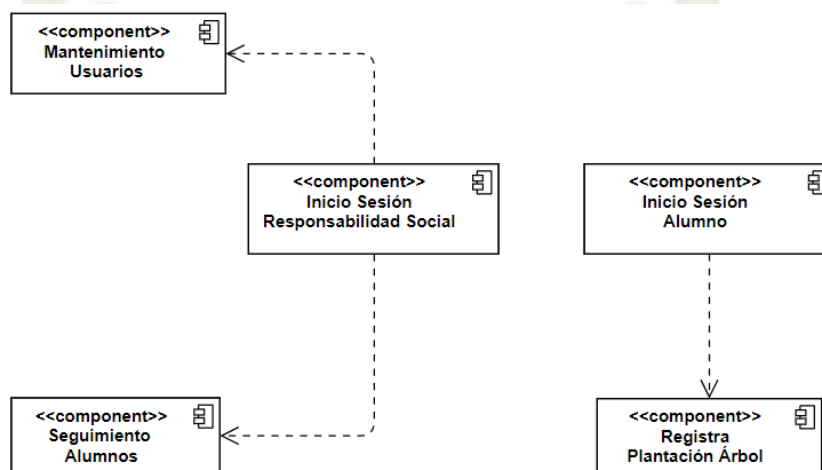 <<component>>
Mantenimiento
Usuarios
<<component>>
Inicio Sesión
Responsabilidad Social
<<component>>
Inicio Sesión
Alumno
<<component>>
Seguimiento
Alumnos
<<component>>
Registra
Plantación Árbol